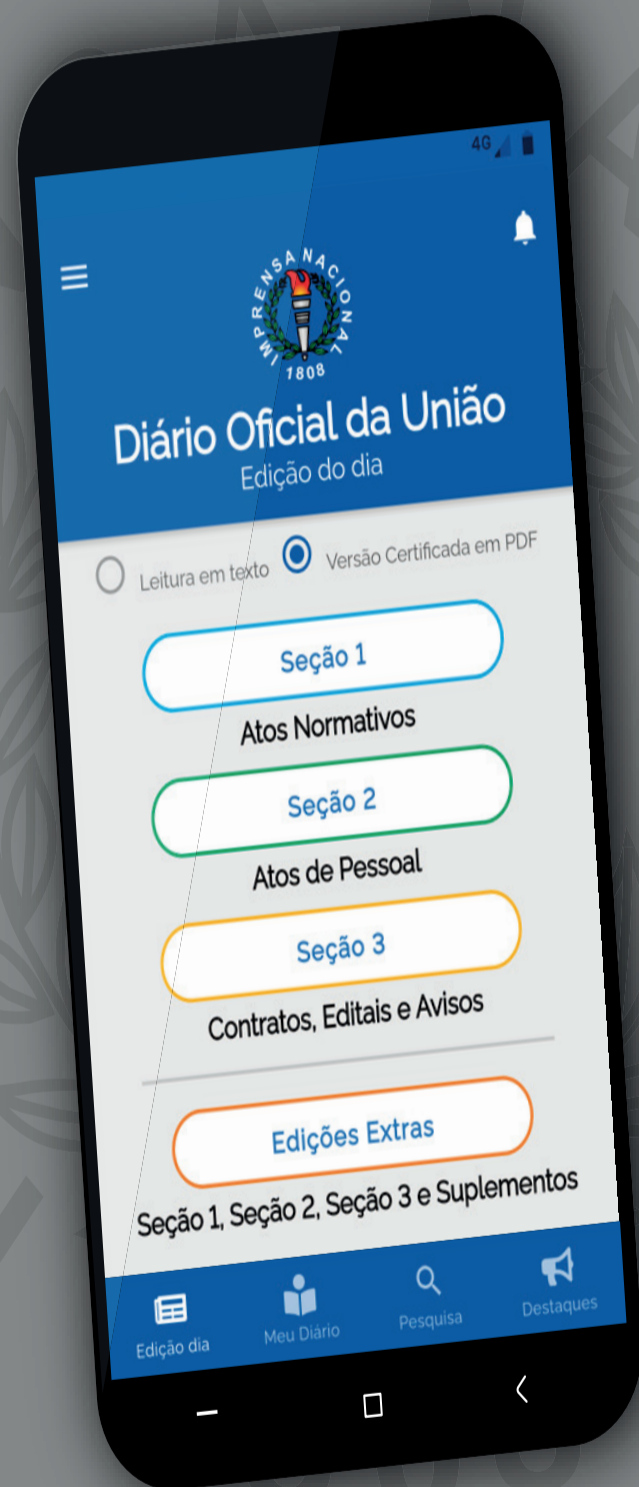 4G
IMPRENSA NACIONAL
1808
Diário Oficial da União
Edição do dia
Leitura em texto
Versão Certificada em PDF
Seção 1
Atos Normativos
Seção 2
Atos de Pessoal
Seção 3
Contratos, Editais e Avisos
Edições Extras
Seção 1, Seção 2, Seção 3 e Suplementos
Edição dia
Meu Diário
Pesquisa
Destaques